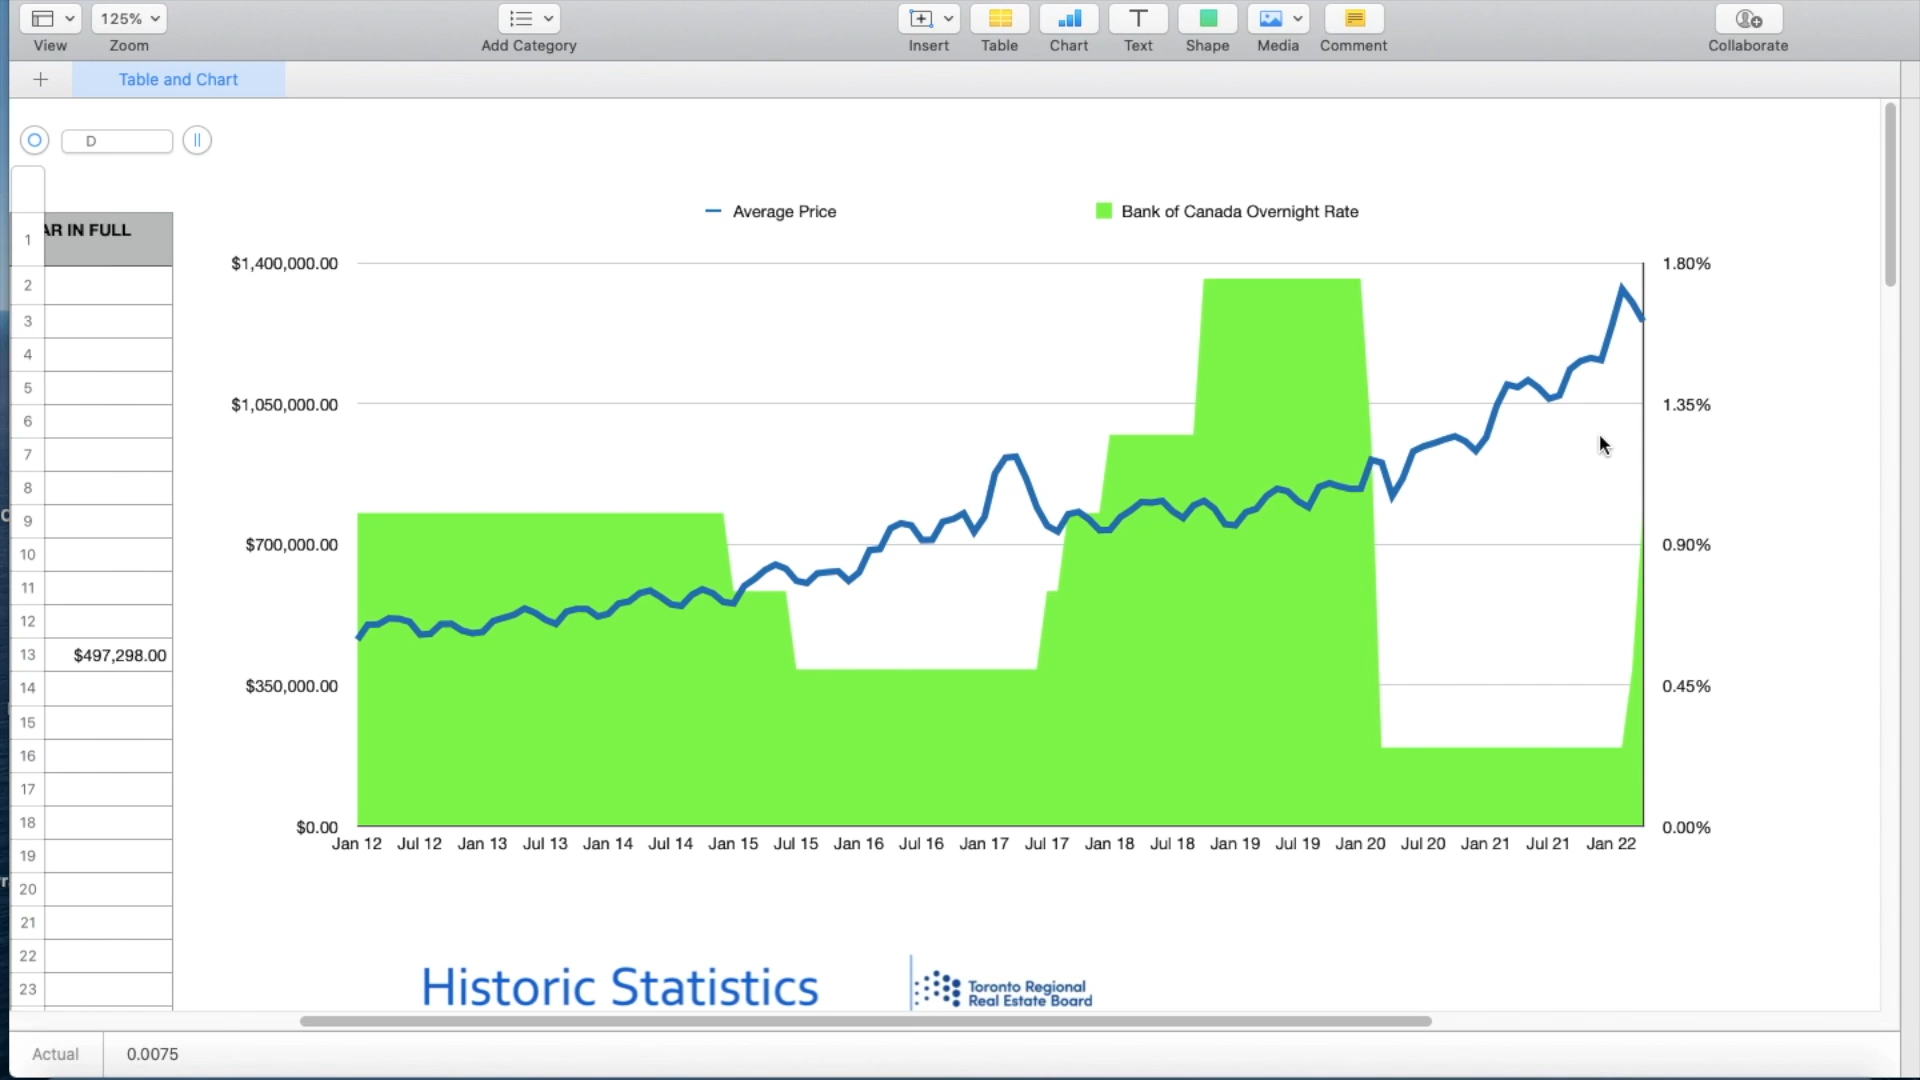 125%
View
Zoom
Add Category
Insert
Table
Chart
Text
Shape
Media
Comment
Collaborate
Table and Chart
D
AR IN FULL
1
2
3
4
5
6
7
8
9
10
11
12
13
$497,298.00
14
15
16
17
18
19
20
21
22
23
Average Price
Bank of Canada Overnight Rate
$1,400,000.00
$1,050,000.00
$700,000.00
$350,000.00
$0.00
1.80%
1.35%
0.90%
0.45%
0.00%
Jan 12 Jul 12 Jan 13 Jul 13 Jan 14 Jul 14 Jan 15 Jul 15 Jan 16 Jul 16 Jan 17 Jul 17 Jan 18 Jul 18 Jan 19 Jul 19 Jan 20 Jul 20 Jan 21 Jul 21 Jan 22
Historic Statistics
Toronto Regional
Real Estate Board
Actual
0.0075